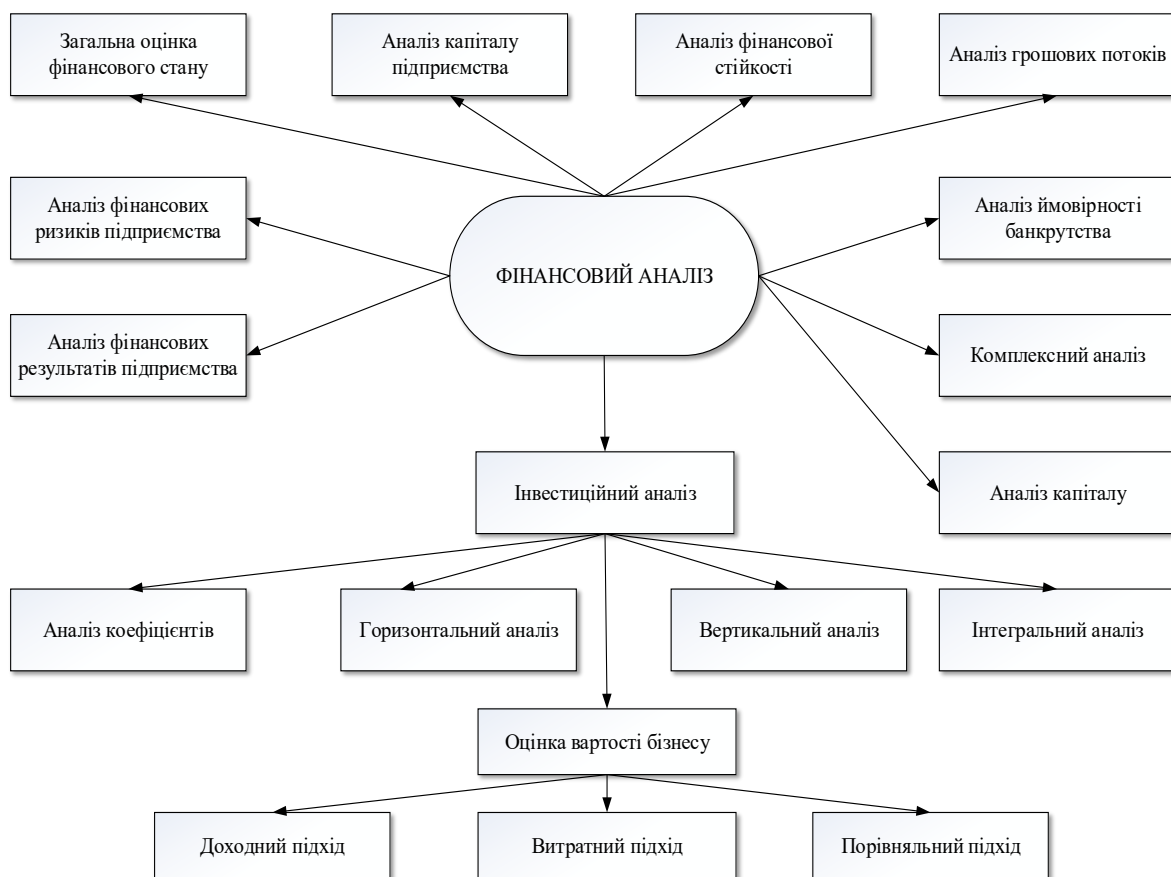 Загальна оцінка
фінансового стану
Аналіз капіталу
підприємства
Аналіз фінансової
стійкості
Аналіз грошових потоків
Аналіз фінансових
ризиків підприємства
ФІНАНСОВИЙ АНАЛІЗ
Аналіз ймовірності
банкрутства
Аналіз фінансових
результатів підприємства
Комплексний аналіз
Інвестиційний аналіз
Аналіз капіталу
Аналіз коефіцієнтів
Горизонтальний аналіз
Вертикальний аналіз
Інтегральний аналіз
Оцінка вартості бізнесу
Доходний підхід
Витратний підхід
Порівняльний підхід